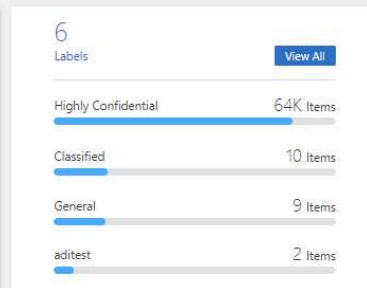 6
Labels
View All
Highly Confidential 64K Items
Classified 10 Items
General 9 Items
aditest 2 Items